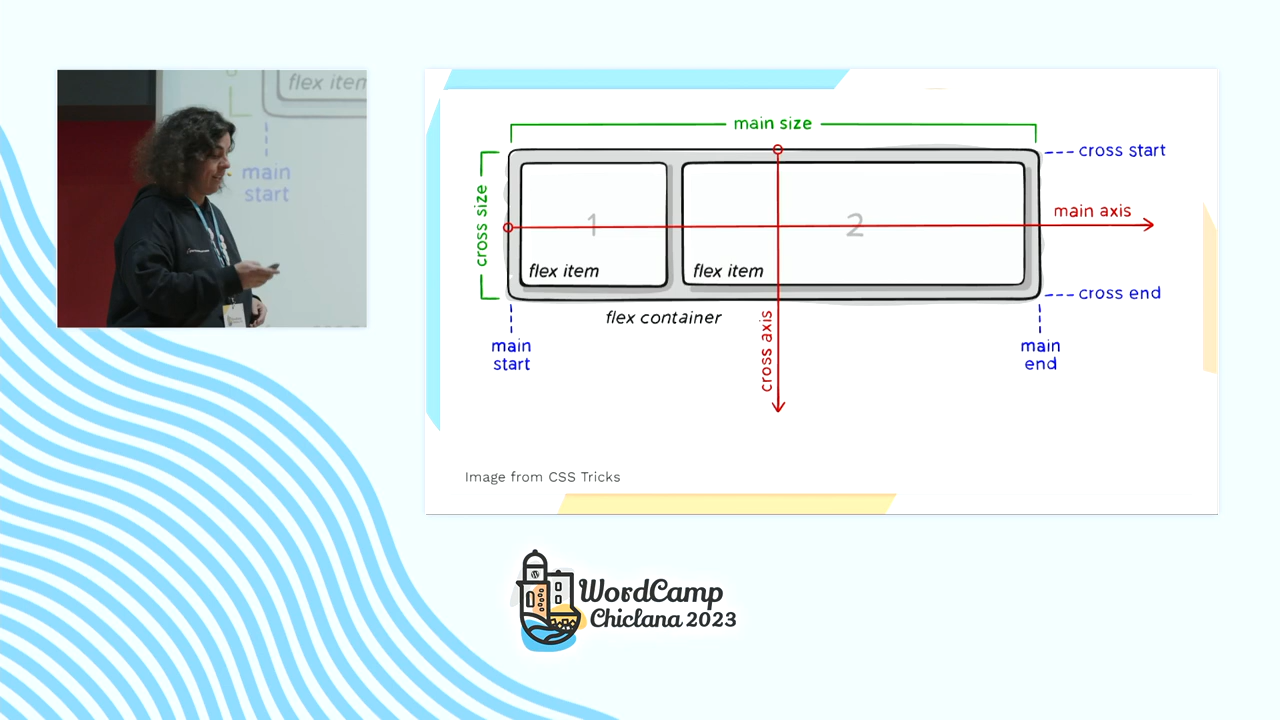 flex item
main
start
main size
cross start
cross size
main axis
1
2
flex item
flex item
cross end
flex container
cross axis
main
start
main
end
Image from CSS Tricks
WordCamp
Chiclana 2023